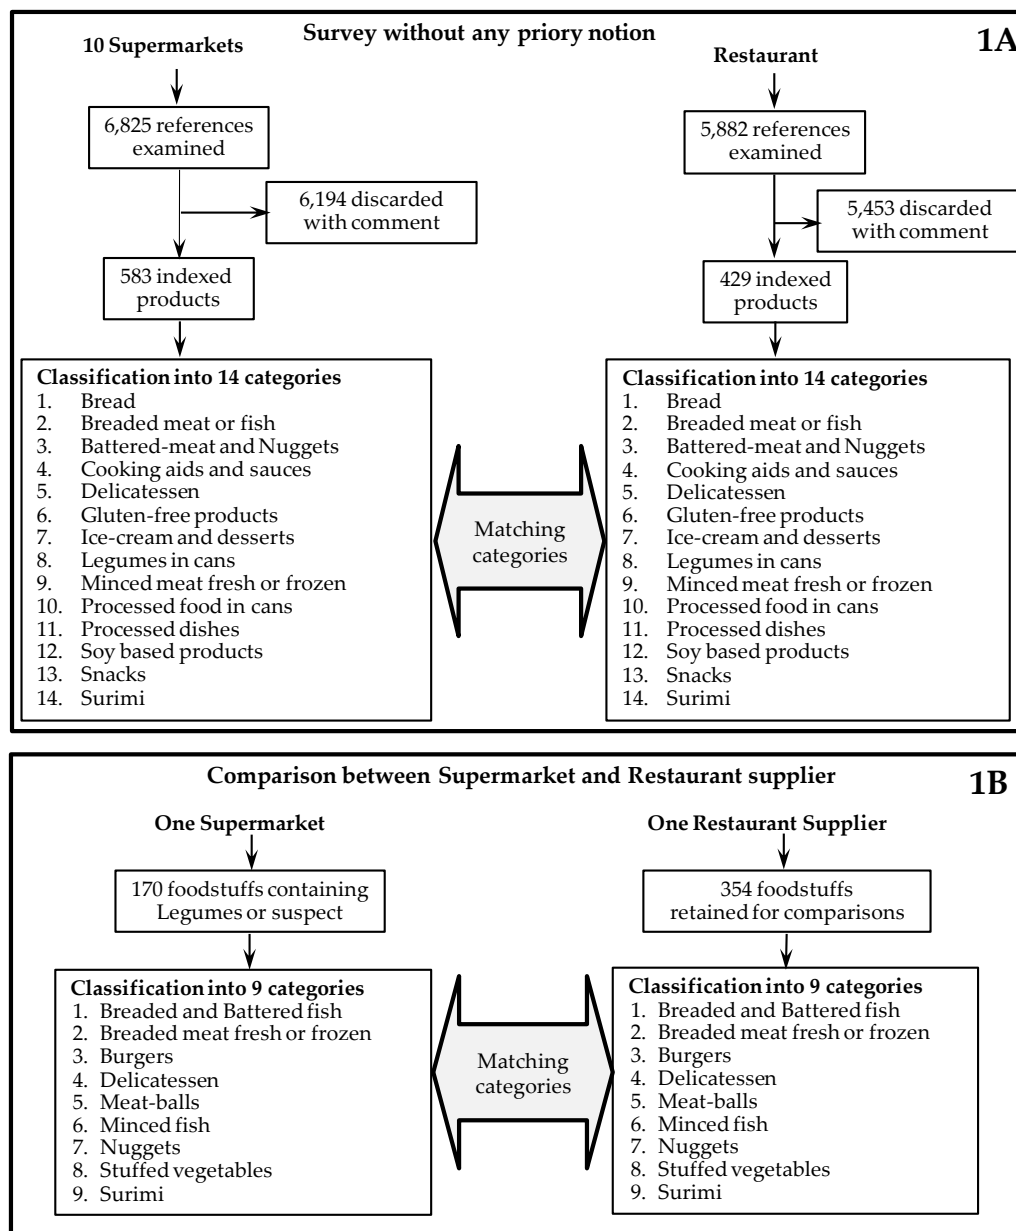 Survey without any priory notion
1A
10 Supermarkets
6,825 references
examined
6,194 discarded
with comment
583 indexed
products
Classification into 14 categories
1. Bread
2. Breaded meat or fish
3. Battered-meat and Nuggets
4. Cooking aids and sauces
5. Delicatessen
6. Gluten-free products
7. Ice-cream and desserts
8. Legumes in cans
9. Minced meat fresh or frozen
10. Processed food in cans
11. Processed dishes
12. Soy based products
13. Snacks
14. Surimi
Matching
categories
Restaurant
5,882 references
examined
5,453 discarded
with comment
429 indexed
products
Classification into 14 categories
1. Bread
2. Breaded meat or fish
3. Battered-meat and Nuggets
4. Cooking aids and sauces
5. Delicatessen
6. Gluten-free products
7. Ice-cream and desserts
8. Legumes in cans
9. Minced meat fresh or frozen
10. Processed food in cans
11. Processed dishes
12. Soy based products
13. Snacks
14. Surimi
Comparison between Supermarket and Restaurant supplier
1B
One Supermarket
170 foodstuffs containing
Legumes or suspect
Classification into 9 categories
1. Breaded and Battered fish
2. Breaded meat fresh or frozen
3. Burgers
4. Delicatessen
5. Meat-balls
6. Minced fish
7. Nuggets
8. Stuffed vegetables
9. Surimi
Matching
categories
One Restaurant Supplier
354 foodstuffs
retained for comparisons
Classification into 9 categories
1. Breaded and Battered fish
2. Breaded meat fresh or frozen
3. Burgers
4. Delicatessen
5. Meat-balls
6. Minced fish
7. Nuggets
8. Stuffed vegetables
9. Surimi